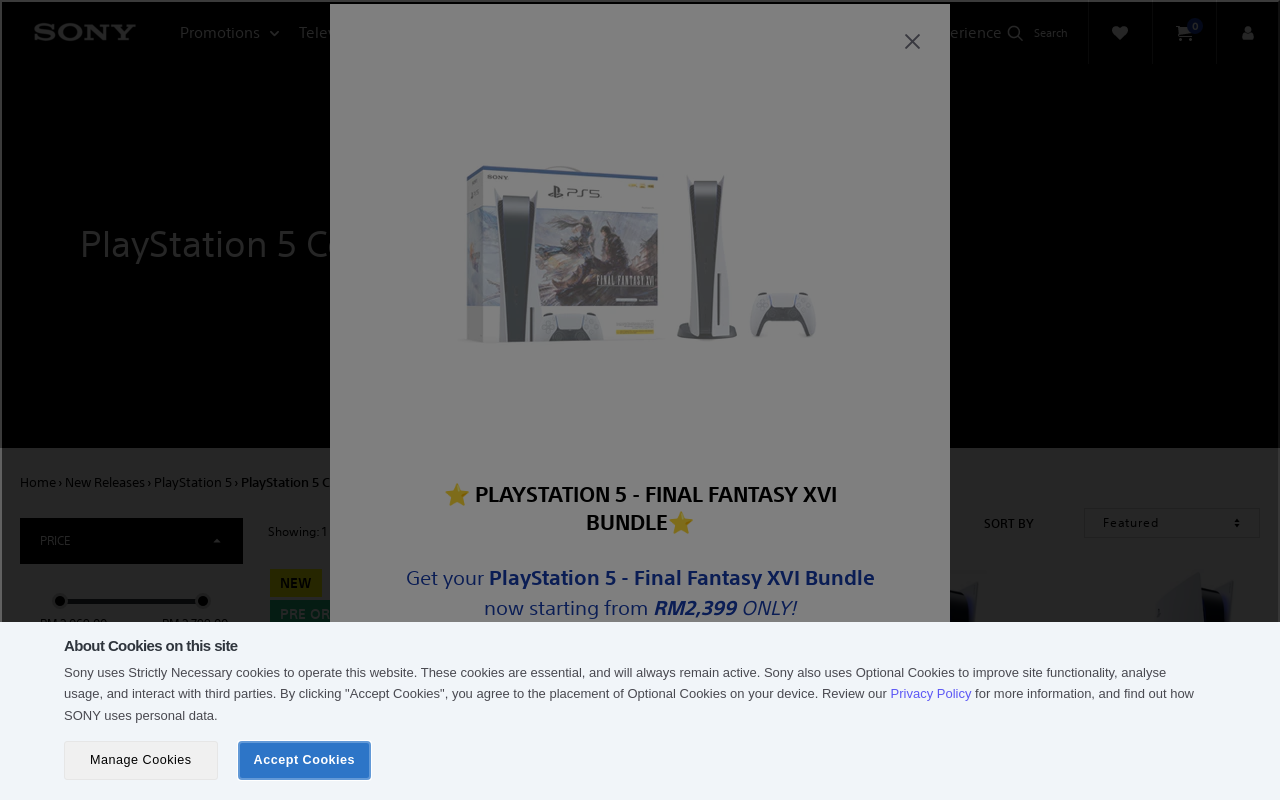 SONY
Promotions
erience
Search
0
PlayStation 5 C
SONY
PS5
FINAL FANTASY XVI
⭐ PLAYSTATION 5 - FINAL FANTASY XVI
BUNDLE⭐
Get your PlayStation 5 - Final Fantasy XVI Bundle
now starting from RM2,399 ONLY!
Home › New Releases › PlayStation 5 › PlayStation 5 C
PRICE
Showing: 1
SORT BY
Featured
NEW
PRE OR
About Cookies on this site
Sony uses Strictly Necessary cookies to operate this website. These cookies are essential, and will always remain active. Sony also uses Optional Cookies to improve site functionality, analyse
usage, and interact with third parties. By clicking "Accept Cookies", you agree to the placement of Optional Cookies on your device. Review our Privacy Policy for more information, and find out how
SONY uses personal data.
Manage Cookies
Accept Cookies